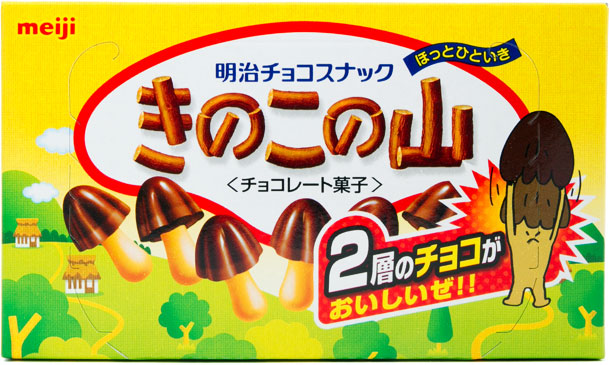 meiji
明治チョコスナック
ほっとひといき
きのこの山
〈チョコレート菓子〉
2層のチョコが
おいしいぜ!!